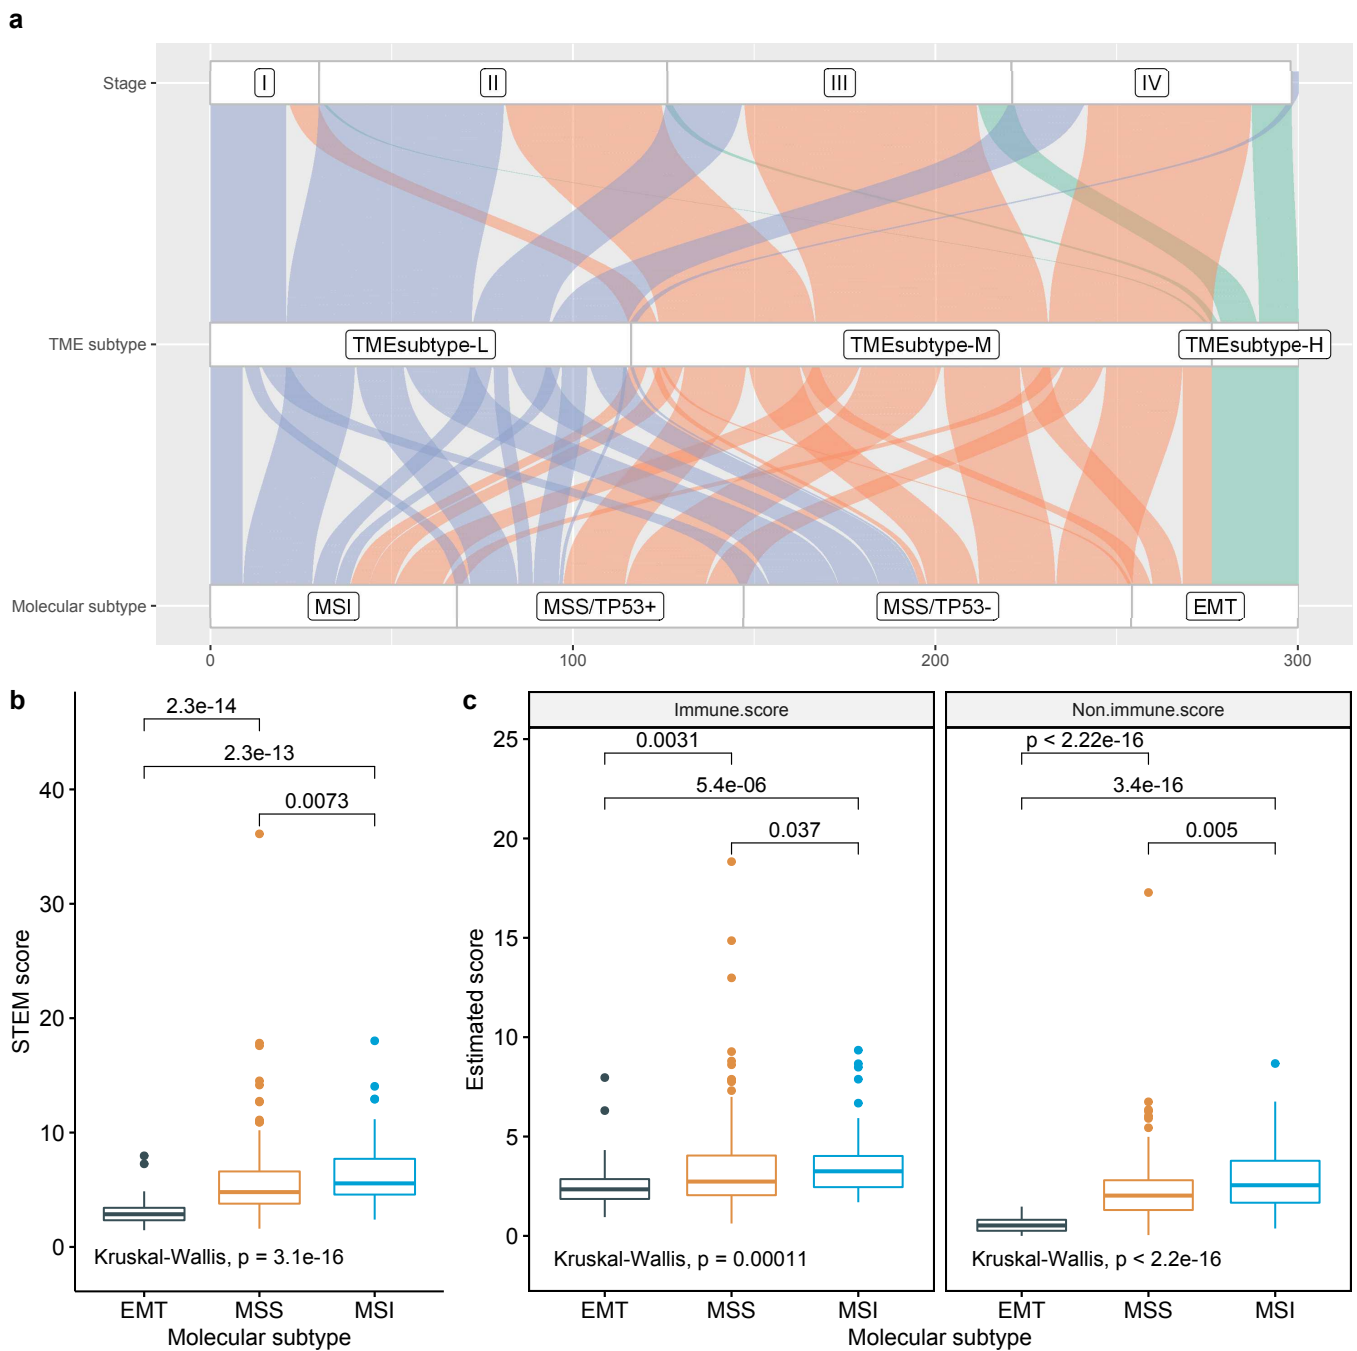 a
Stage
I
II
III
IV
TME subtype
TMEsubtype-L
TMEsubtype-M
TMEsubtype-H
Molecular subtype
MSI
MSS/TP53+
MSS/TP53-
EMT
0
100
200
300
b
STEM score
40
30
20
10
0
2.3e-14
2.3e-13
0.0073
Kruskal-Wallis, p = 3.1e-16
EMT
MSS
MSI
Molecular subtype
c
Estimated score
25
20
15
10
5
0
Immune.score
0.0031
5.4e-06
0.037
Kruskal-Wallis, p = 0.00011
EMT
MSS
MSI
Non.immune.score
p < 2.22e-16
3.4e-16
0.005
Kruskal-Wallis, p < 2.2e-16
EMT
MSS
MSI
Molecular subtype